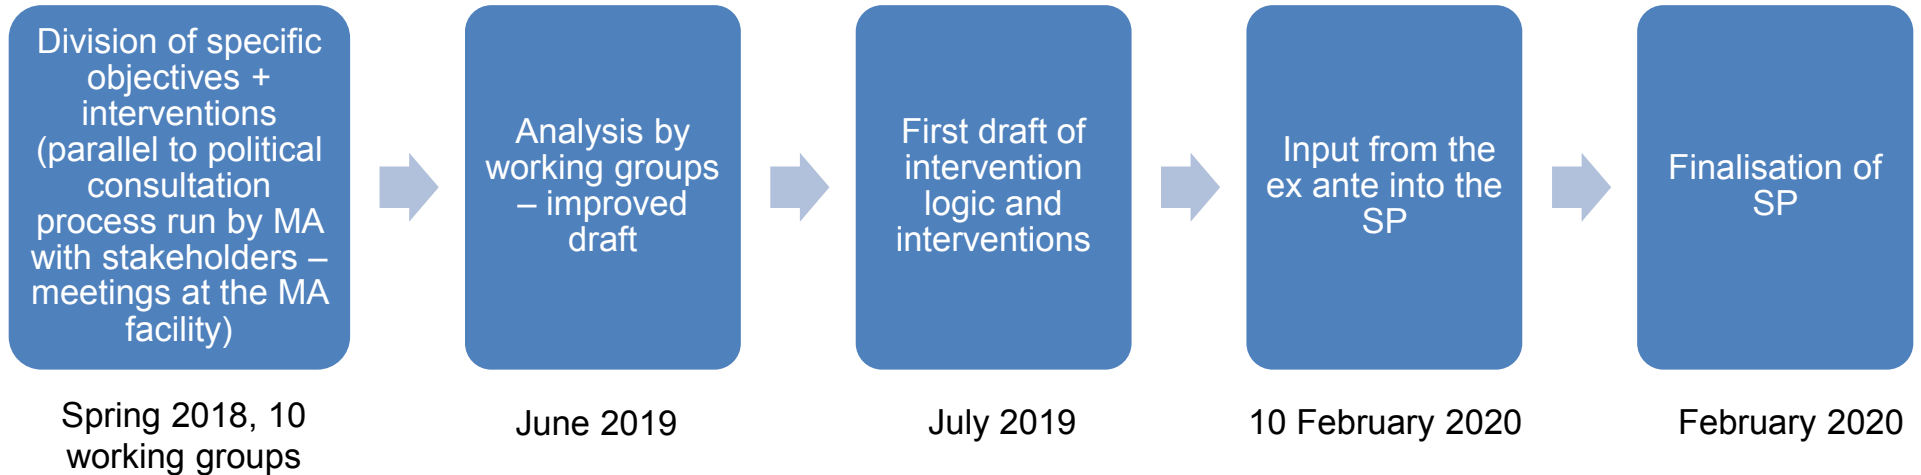 Division of specific
objectives +
interventions
(parallel to political
consultation
process run by MA
with stakeholders –
meetings at the MA
facility)
Analysis by
working groups
– improved
draft
First draft of
intervention
logic and
interventions
Input from the
ex ante into the
SP
Finalisation of
SP
Spring 2018, 10
working groups
June 2019
July 2019
10 February 2020
February 2020